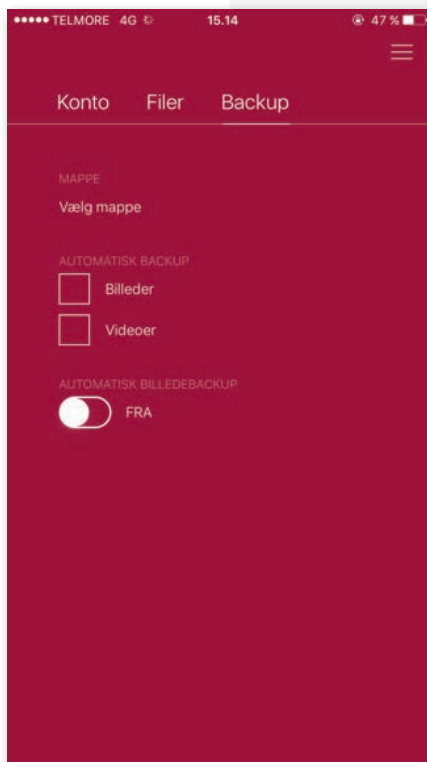 TELMORE 4G 15.14 47 %
Konto Filer Backup
MAPPE
Vælg mappe
AUTOMATISK BACKUP
Billeder
Videoer
AUTOMATISK BILLEDEBACKUP
FRA